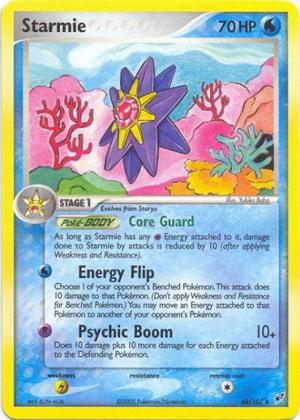 Starmie 70 HP
Illus. Yukiko Baba
STAGE 1 Evolves from Staryu
Poké-BODY Core Guard
As long as Starmie has any Energy attached to it, damage
done to Starmie by attacks is reduced by 10 (after applying
Weakness and Resistance).
Energy Flip
Choose 1 of your opponent's Benched Pokémon. This attack does
10 damage to that Pokémon. (Don't apply Weakness and Resistance
for Benched Pokémon.) You may move an Energy attached to that
Pokémon to another of your opponent's Pokémon.
Psychic Boom 10+
Does 10 damage plus 10 more damage for each Energy attached to
the Defending Pokémon.
weakness resistance retreat cost
©2005 Pokémon/Nintendo